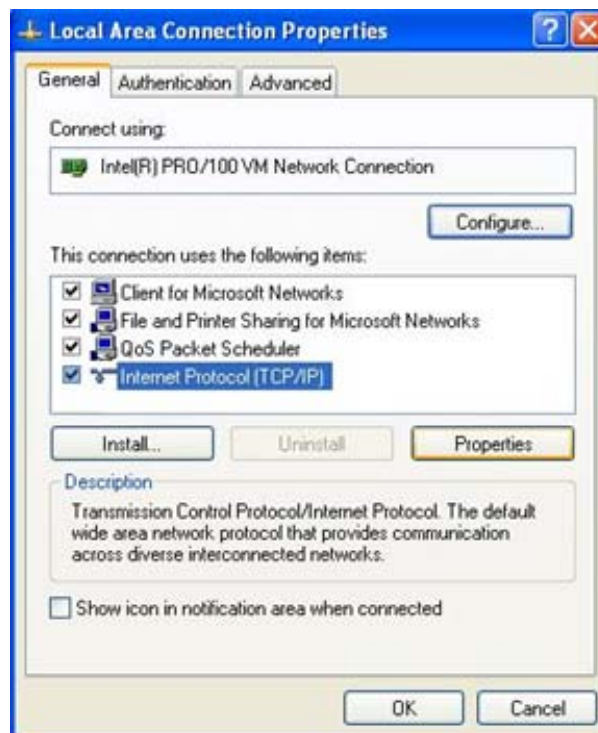 Local Area Connection Properties
General Authentication Advanced
Connect using:
Intel(R) PRO/100 VM Network Connection
Configure...
This connection uses the following items:
Client for Microsoft Networks
File and Printer Sharing for Microsoft Networks
QoS Packet Scheduler
Internet Protocol (TCP/IP)
Install... Uninstall Properties
Description
Transmission Control Protocol/Internet Protocol. The default
wide area network protocol that provides communication
across diverse interconnected networks.
Show icon in notification area when connected
OK Cancel